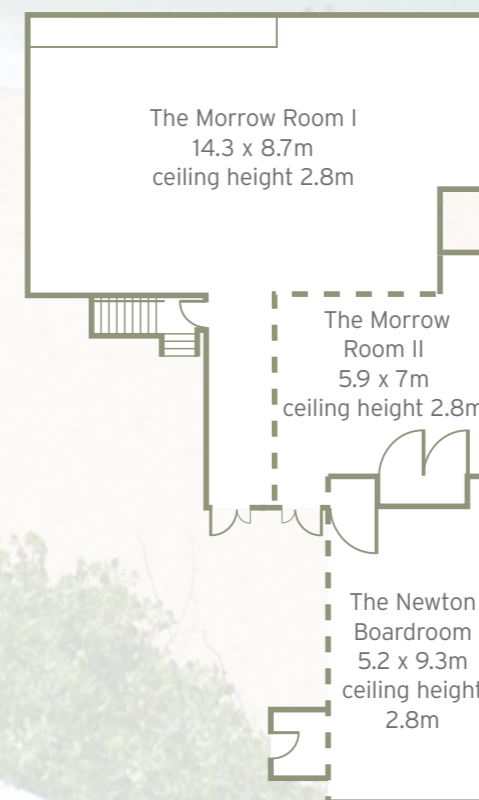 The Morrow Room I
14.3 x 8.7m
ceiling height 2.8m
The Morrow
Room II
5.9 x 7m
ceiling height 2.8m
The Newton
Boardroom
5.2 x 9.3m
ceiling height
2.8m